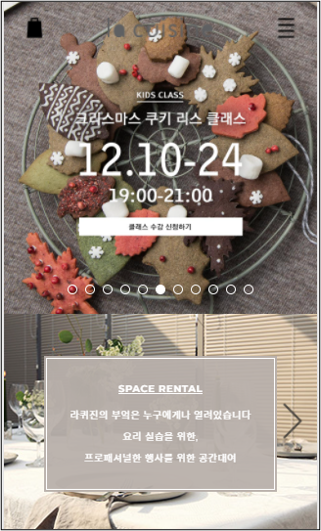 KIDS CLASS
크리스마스 쿠키 리스 클래스
12.10-24
19:00-21:00
클래스 수강 신청하기
SPACE RENTAL
라퀴진의 부엌은 누구에게나 열려있습니다
요리 실습을 위한,
프로페셔널한 행사를 위한 공간대여